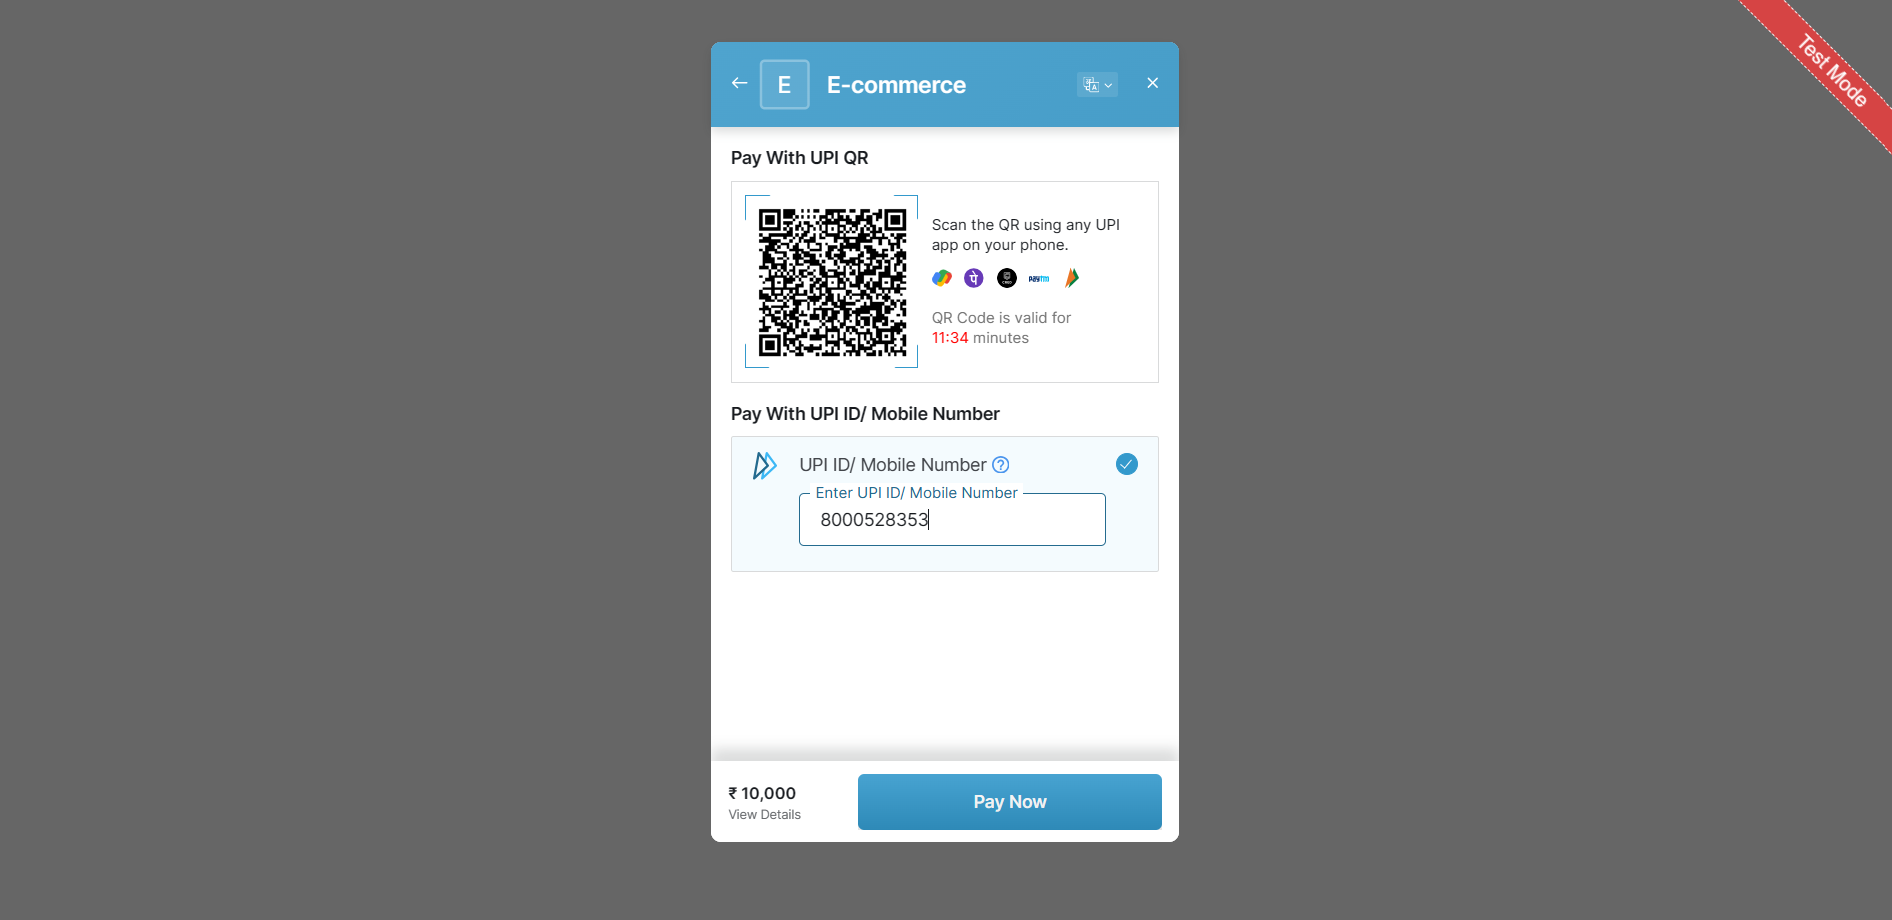 Test Mode
E
E-commerce
Pay With UPI QR
Scan the QR using any UPI
app on your phone.
पे
CRED
paytm
QR Code is valid for
11:34 minutes
Pay With UPI ID/ Mobile Number
UPI ID/ Mobile Number
Enter UPI ID/ Mobile Number
8000528353
₹ 10,000
View Details
Pay Now